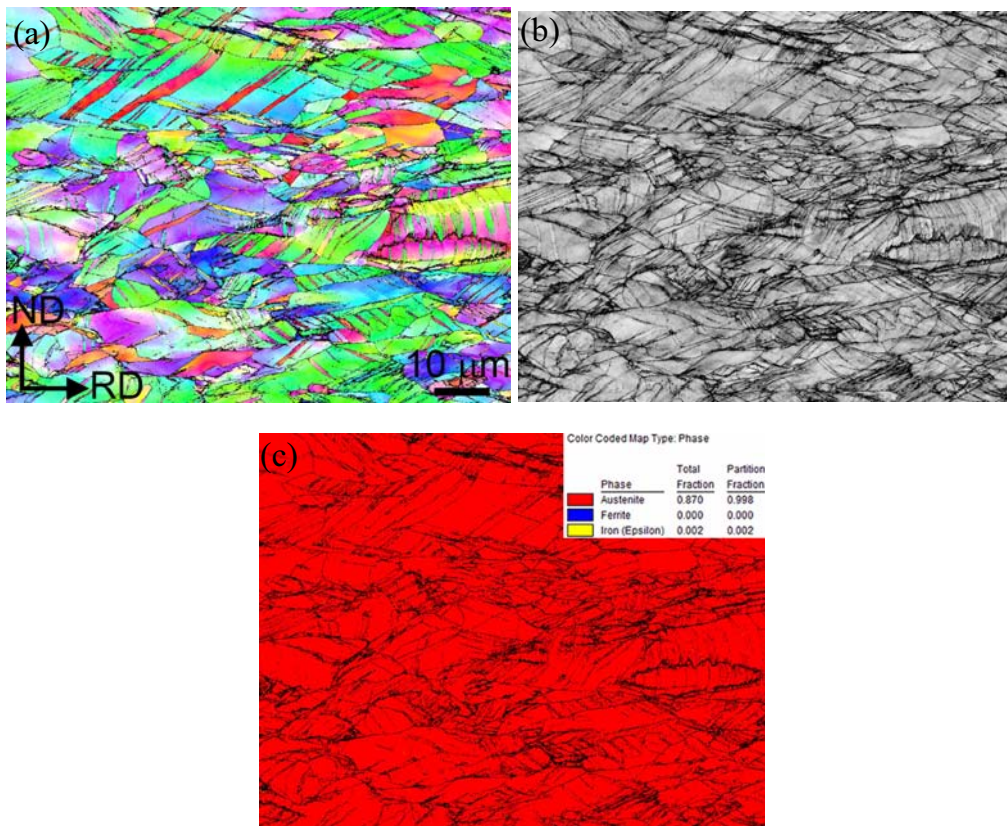 (a)
(b)
ND
RD
10 μm
(c)
Color Coded Map Type: Phase
Total Partition
Phase Fraction Fraction
Austenite 0.870 0.998
Ferrite 0.000 0.000
Iron (Epsilon) 0.002 0.002